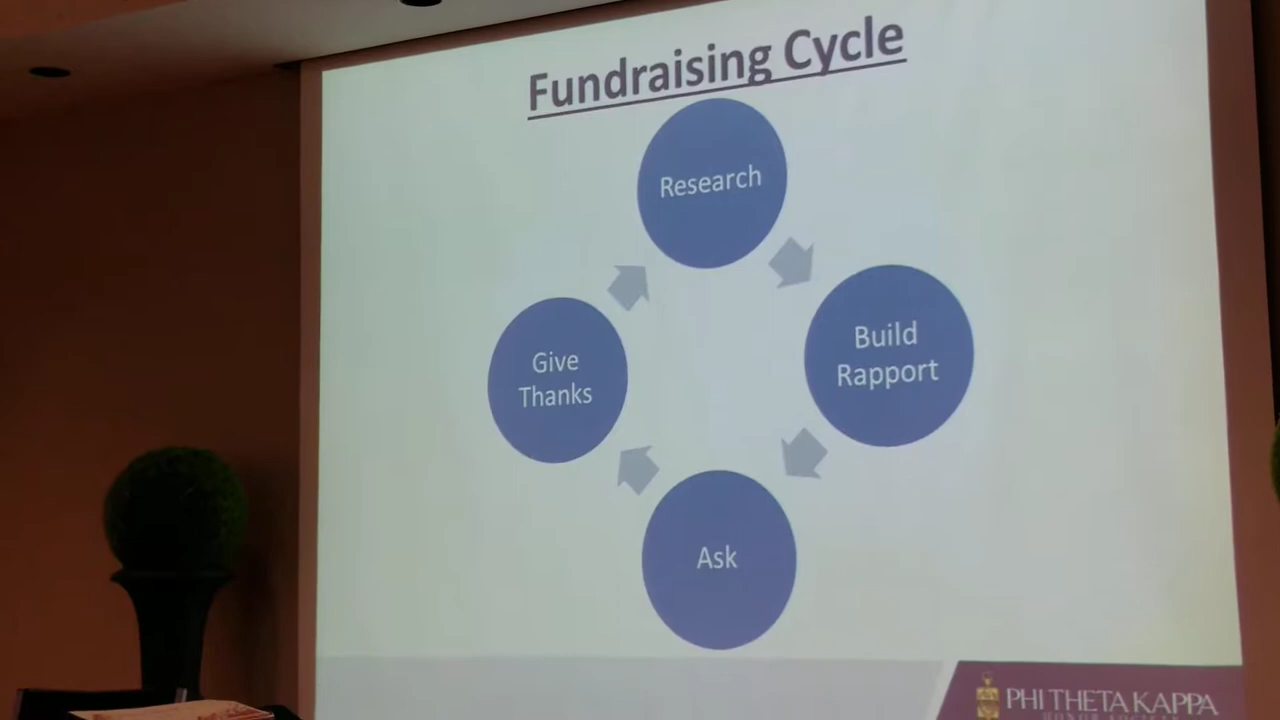 Fundraising Cycle
Research
Build
Rapport
Ask
Give
Thanks
PHI THETA KAPPA